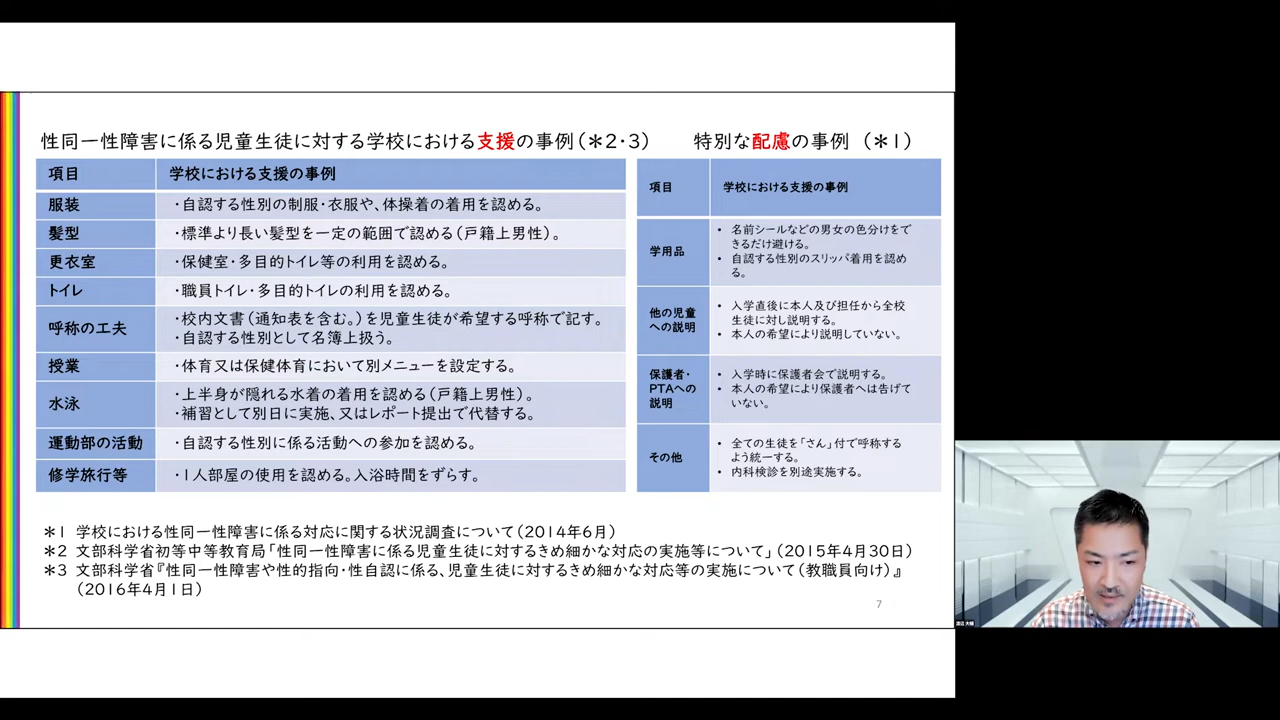 性同一性障害に係る児童生徒に対する学校における支援の事例(＊2・3)
項目
学校における支援の事例
服装
・自認する性別の制服・衣服や、体操着の着用を認める。
髪型
・標準より長い髪型を一定の範囲で認める(戸籍上男性)。
更衣室
・保健室・多目的トイレ等の利用を認める。
トイレ
・職員トイレ・多目的トイレの利用を認める。
呼称の工夫
・校内文書(通知表を含む。)を児童生徒が希望する呼称で記す。
・自認する性別として名簿上扱う。
授業
・体育又は保健体育において別メニューを設定する。
水泳
・上半身が隠れる水着の着用を認める(戸籍上男性)。
・補習として別日に実施、又はレポート提出で代替する。
運動部の活動
・自認する性別に係る活動への参加を認める。
修学旅行等
・1人部屋の使用を認める。入浴時間をずらす。
特別な配慮の事例 (＊1)
項目
学校における支援の事例
学用品
• 名前シールなどの男女の色分けをで
きるだけ避ける。
• 自認する性別のスリッパ着用を認め
る。
他の児童
への説明
• 入学直後に本人及び担任から全校
生徒に対し説明する。
• 本人の希望により説明していない。
保護者・
PTAへの
説明
• 入学時に保護者会で説明する。
• 本人の希望により保護者へは告げて
いない。
その他
• 全ての生徒を「さん」付で呼称する
よう統一する。
• 内科検診を別途実施する。
＊1 学校における性同一性障害に係る対応に関する状況調査について(2014年6月)
＊2 文部科学省初等中等教育局「性同一性障害に係る児童生徒に対するきめ細かな対応の実施等について」(2015年4月30日)
＊3 文部科学省『性同一性障害や性的指向・性自認に係る、児童生徒に対するきめ細かな対応等の実施について(教職員向け)』
(2016年4月1日)
7
渡辺 大輔